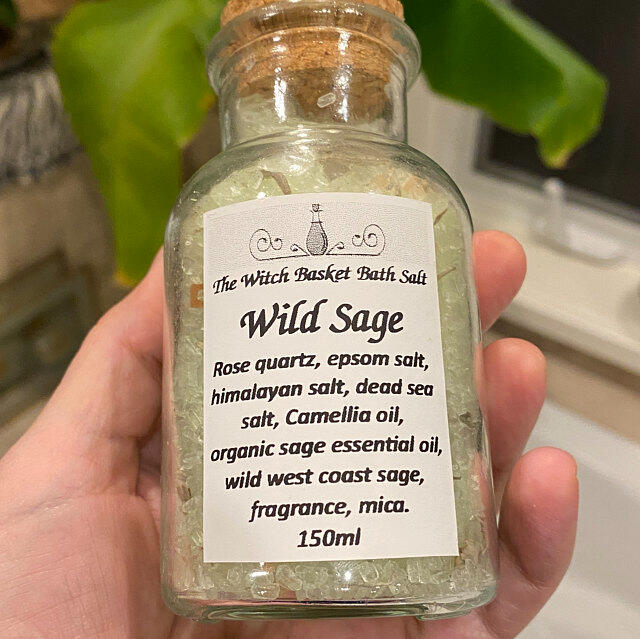 The Witch Basket Bath Salt
Wild Sage
Rose quartz, epsom salt,
himalayan salt, dead sea
salt, Camellia oil,
organic sage essential oil,
wild west coast sage,
fragrance, mica.
150ml